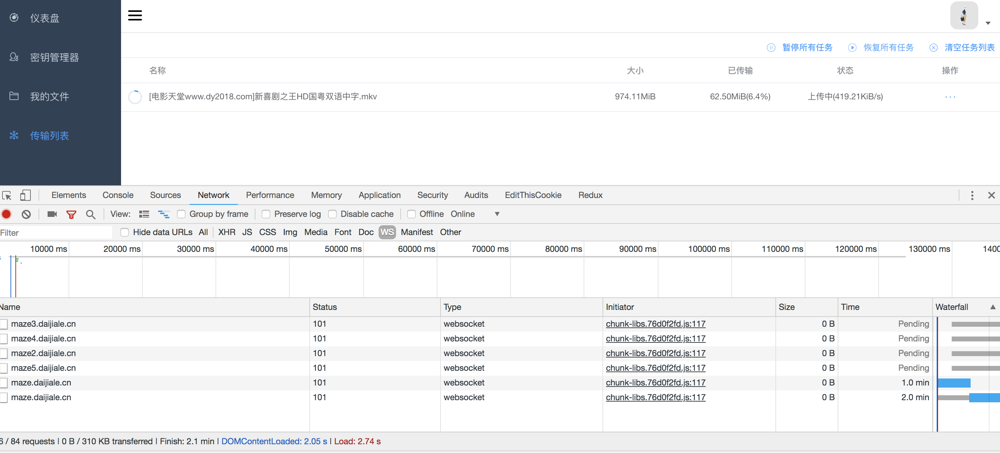 仪表盘
密钥管理器
我的文件
传输列表
暂停所有任务 恢复所有任务 清空任务列表
名称 大小 已传输 状态 操作
[电影天堂www.dy2018.com]新喜剧之王HD国粤双语中字.mkv 974.11MiB 62.50MiB(6.4%) 上传中(419.21KiB/s) ...
Elements Console Sources Network Performance Memory Application Security Audits EditThisCookie Redux
View: Group by frame Preserve log Disable cache Offline Online
Filter Hide data URLs All XHR JS CSS Img Media Font Doc WS Manifest Other
10000 ms 20000 ms 30000 ms 40000 ms 50000 ms 60000 ms 70000 ms 80000 ms 90000 ms 100000 ms 110000 ms 120000 ms 130000 ms 1400
Name Status Type Initiator Size Time Waterfall
maze3.daijiale.cn 101 websocket chunk-libs.76d0f2fd.js:117 0 B Pending
maze4.daijiale.cn 101 websocket chunk-libs.76d0f2fd.js:117 0 B Pending
maze2.daijiale.cn 101 websocket chunk-libs.76d0f2fd.js:117 0 B Pending
maze5.daijiale.cn 101 websocket chunk-libs.76d0f2fd.js:117 0 B Pending
maze.daijiale.cn 101 websocket chunk-libs.76d0f2fd.js:117 0 B 1.0 min
maze.daijiale.cn 101 websocket chunk-libs.76d0f2fd.js:117 0 B 2.0 min
6 / 84 requests | 0 B / 310 KB transferred | Finish: 2.1 min | DOMContentLoaded: 2.05 s | Load: 2.74 s